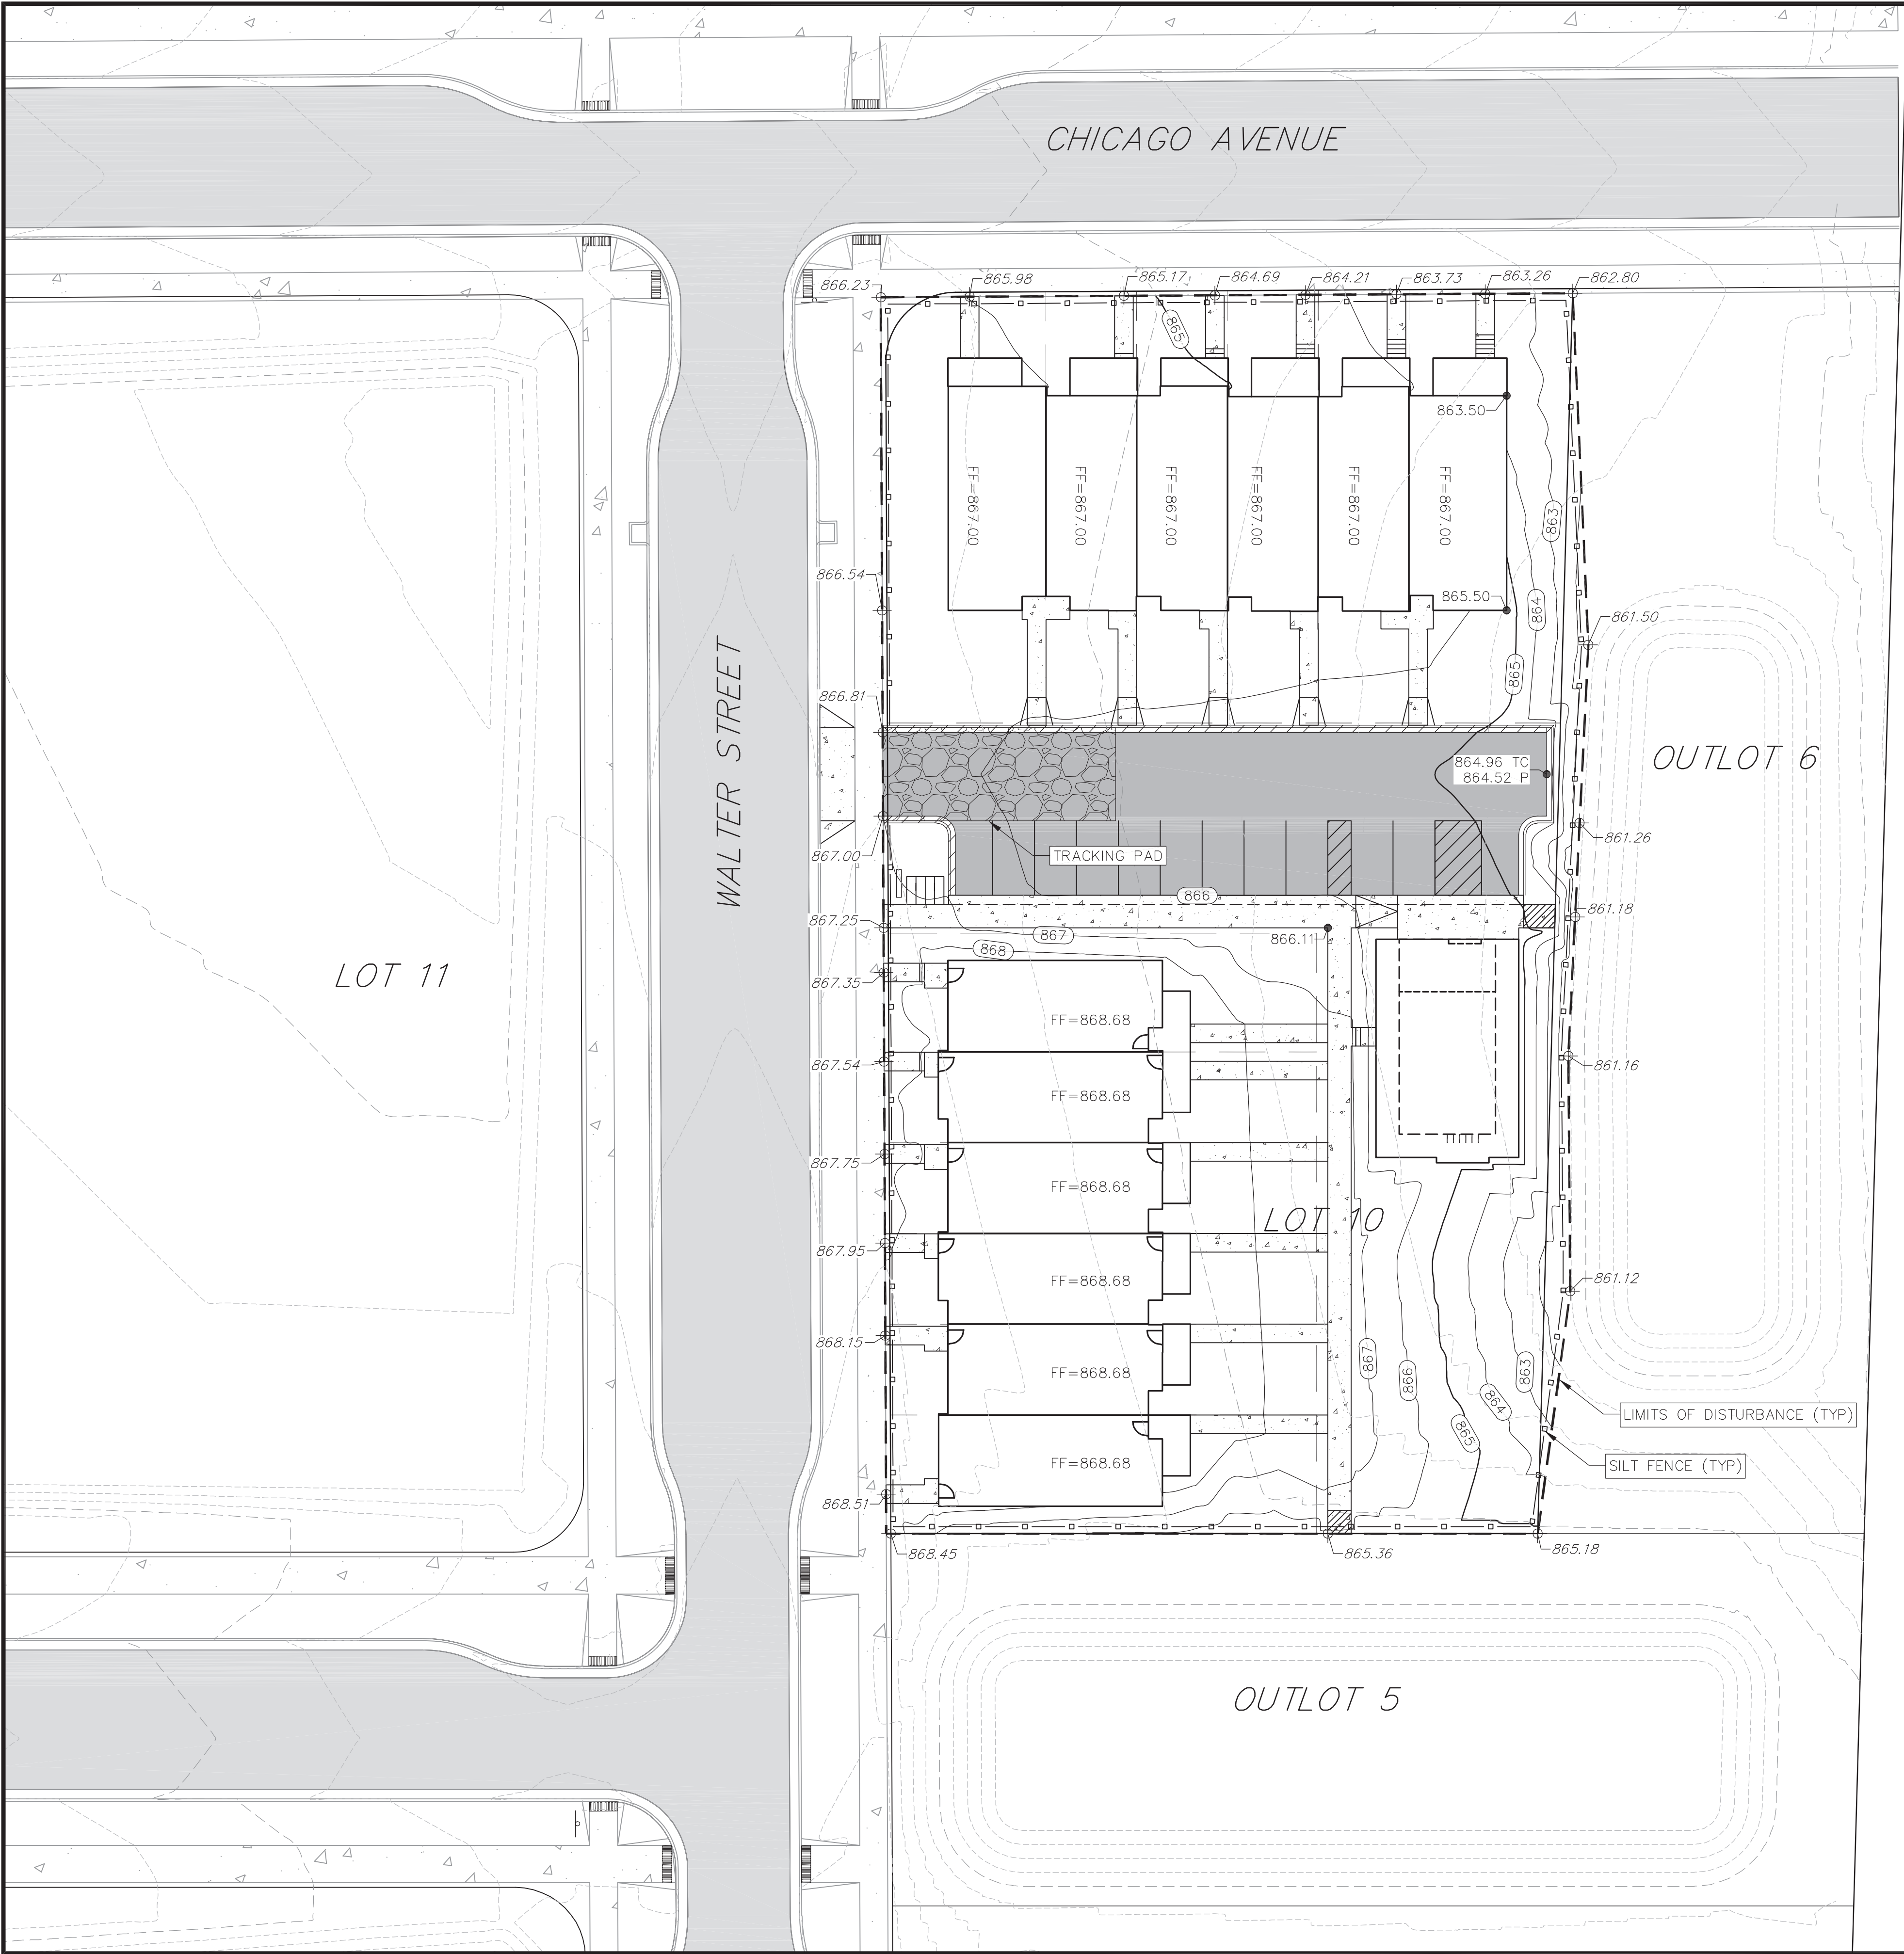 CHICAGO AVENUE
866.23
865.98
865.17
864.69
864.21
863.73
863.26
862.80
865
863.50
FF=867.00
FF=867.00
FF=867.00
FF=867.00
FF=867.00
FF=867.00
863
866.54
865.50
864
861.50
865
866.81
WALTER STREET
OUTLOT 6
864.96 TC
864.52 P
861.26
867.00
TRACKING PAD
866
861.18
867.25
867
866.11
868
LOT 11
867.35
FF=868.68
867.54
861.16
FF=868.68
867.75
FF=868.68
LOT 10
867.95
FF=868.68
861.12
868.15
867
FF=868.68
866
863
864
LIMITS OF DISTURBANCE (TYP)
865
FF=868.68
SILT FENCE (TYP)
868.51
868.45
865.36
865.18
OUTLOT 5